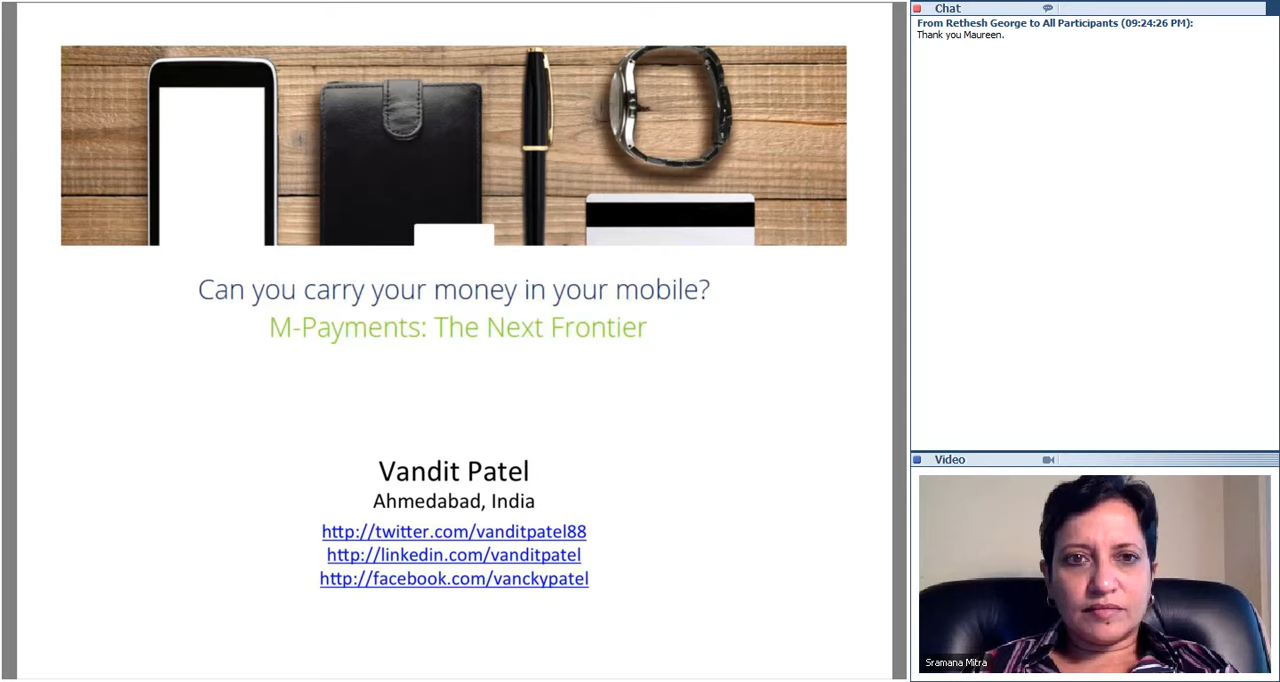 Can you carry your money in your mobile?
M-Payments: The Next Frontier
Vandit Patel
Ahmedabad, India
http://twitter.com/vanditpatel88
http://linkedin.com/vanditpatel
http://facebook.com/vanckypatel
Chat
From Rethesh George to All Participants (09:24:26 PM):
Thank you Maureen.
Video
Sramana Mitra